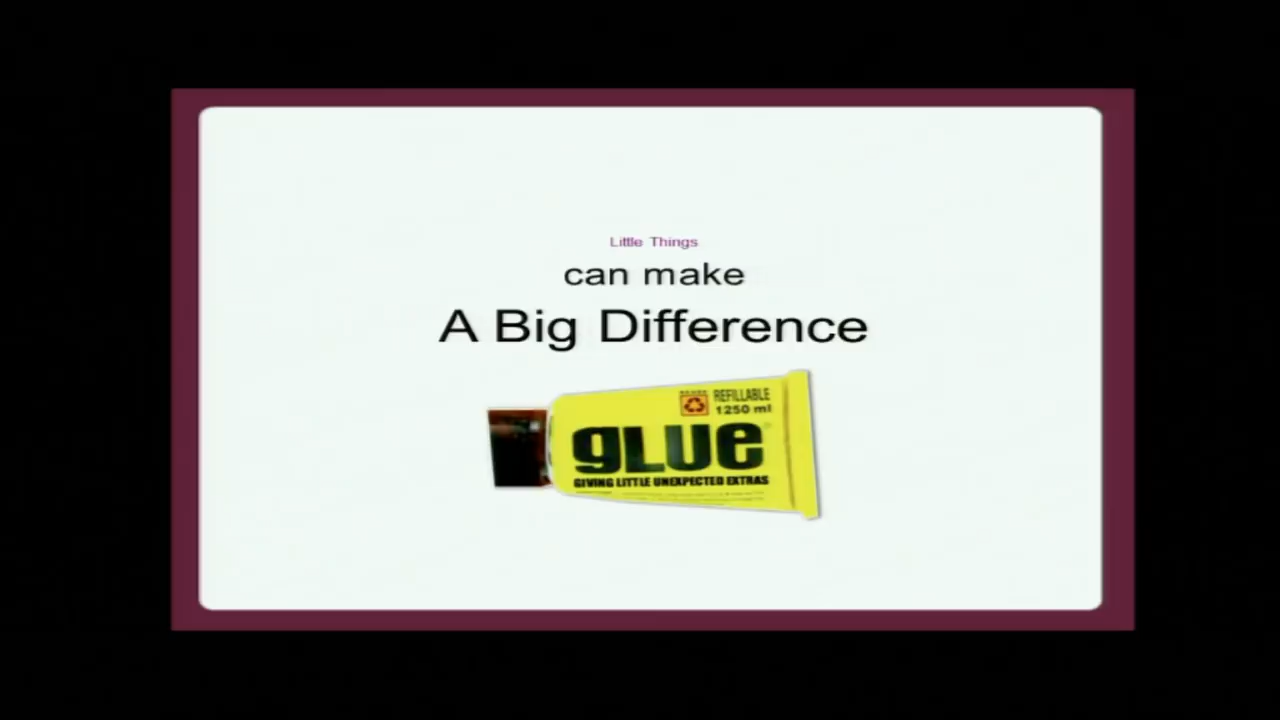 Little Things
can make
A Big Difference
REFILLABLE
1250 ml
gLUe
GIVING LITTLE UNEXPECTED EXTRAS